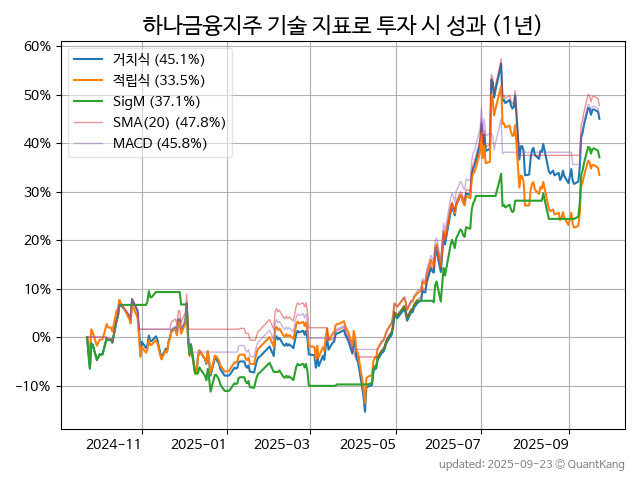 하나금융지주 기술 지표로 투자 시 성과 (1년)
60%
50%
40%
30%
20%
10%
0%
−10%
거치식 (45.1%)
적립식 (33.5%)
SigM (37.1%)
SMA(20) (47.8%)
MACD (45.8%)
2024-11
2025-01
2025-03
2025-05
2025-07
2025-09
updated: 2025-09-23 © QuantKang